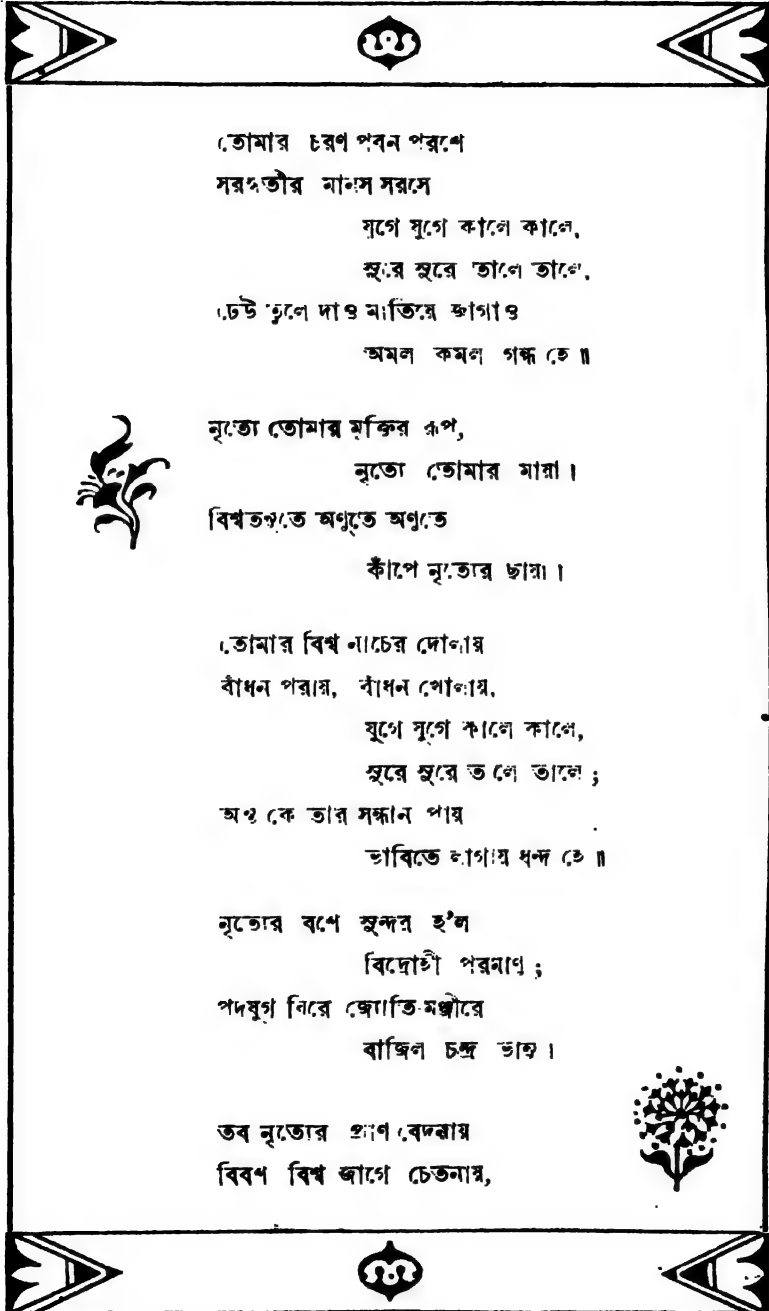 তোমার চরণ পবন পরশে
সরস্বতীর মানস সরসে
যুগে যুগে কালে কালে,
সুরে সুরে তালে তালে,
ঢেউ তুলে দাও মাতিয়ে জাগাও
অমল কমল গন্ধ হে॥
নৃত্যে তোমার মুক্তির রূপ,
নৃত্যে তোমার মায়া।
বিশ্বতনুতে অণুতে অণুতে
কাঁপে নৃত্যের ছায়া।
তোমার বিশ্ব নাচের দোলায়
বাঁধন পরায়, বাঁধন খোলায়,
যুগে যুগে কালে কালে,
সুরে সুরে তালে তালে;
অন্ত কে তার সন্ধান পায়
ভাবিতে লাগায় ধন্দ হে॥
নৃত্যের বশে সুন্দর হ'ল
বিদ্রোহী পরমাণু;
পদযুগ ঘিরে জ্যোতি-মঞ্জীরে
বাজিল চন্দ্র ভানু।
তব নৃত্যের প্রাণ বেদনায়
বিবশ বিশ্ব জাগে চেতনায়,